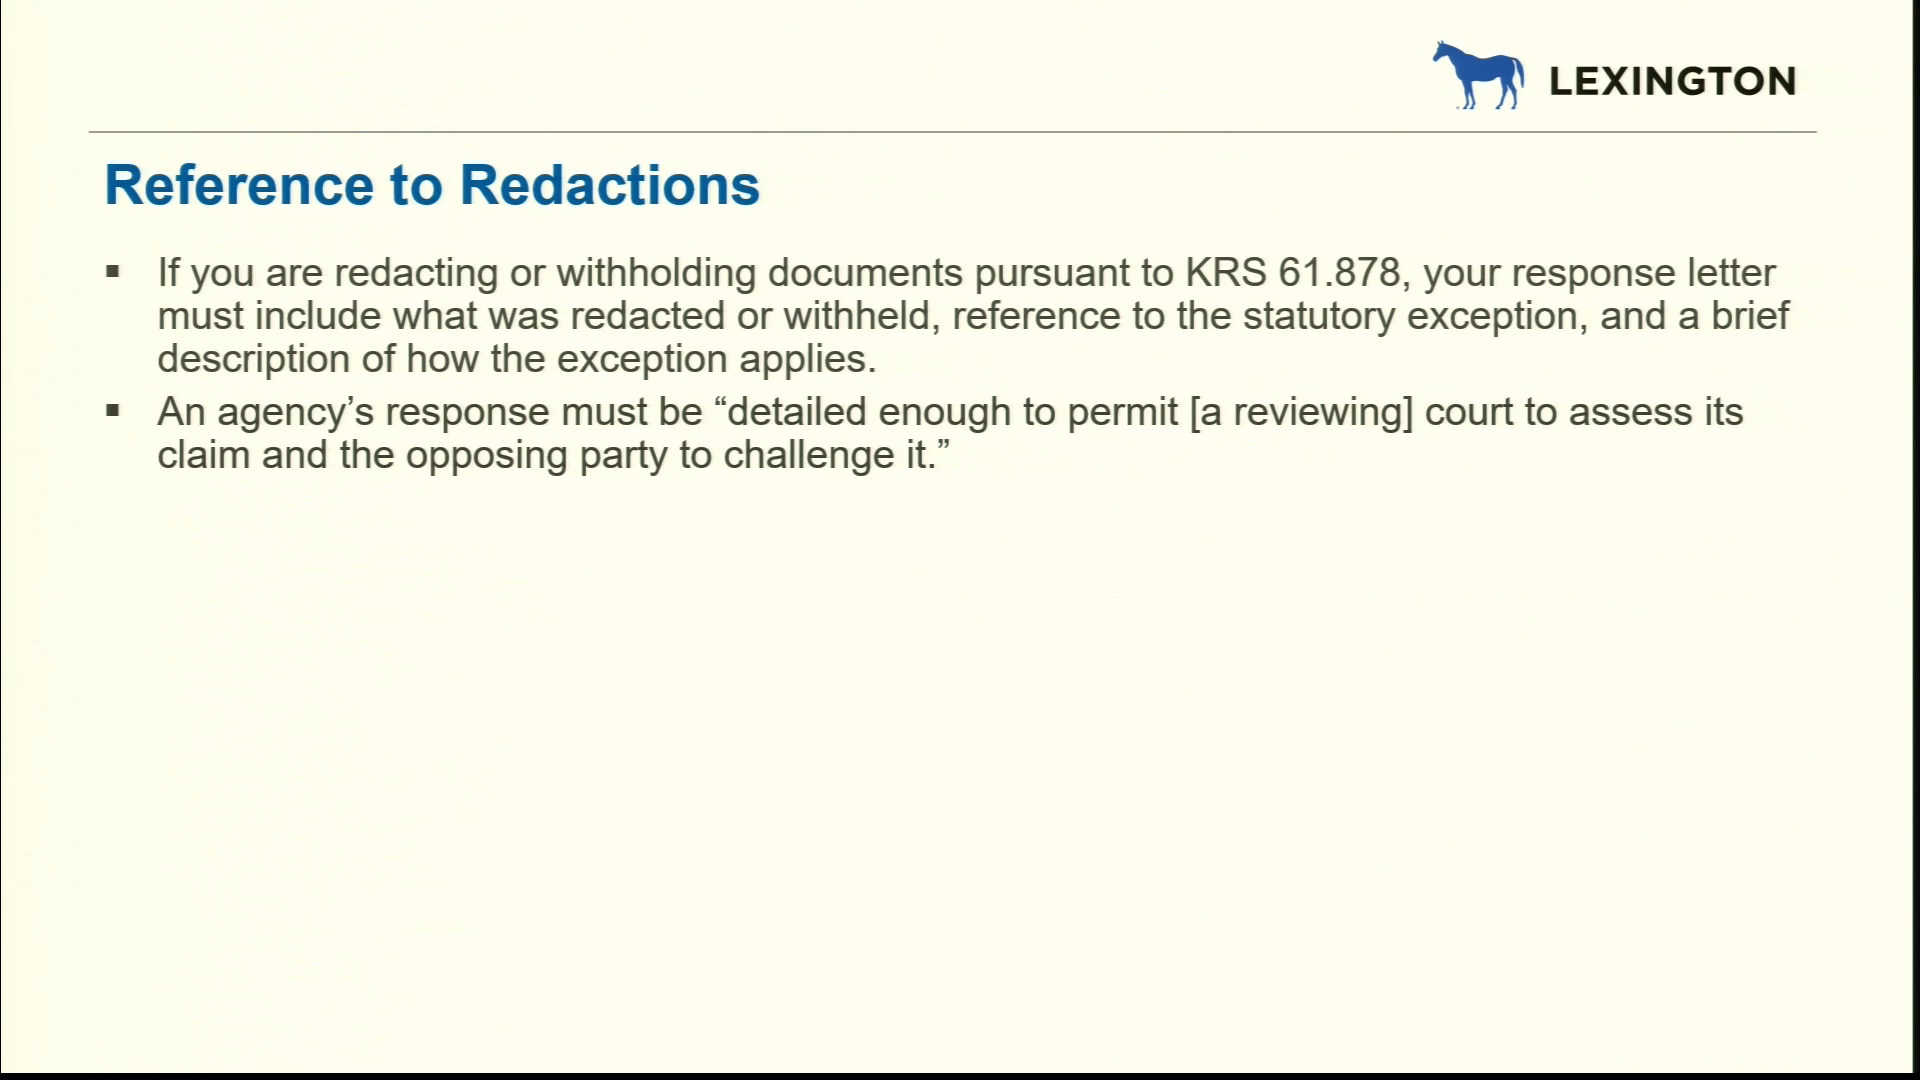 LEXINGTON
Reference to Redactions
▪ If you are redacting or withholding documents pursuant to KRS 61.878, your response letter
must include what was redacted or withheld, reference to the statutory exception, and a brief
description of how the exception applies.
▪ An agency’s response must be “detailed enough to permit [a reviewing] court to assess its
claim and the opposing party to challenge it.”